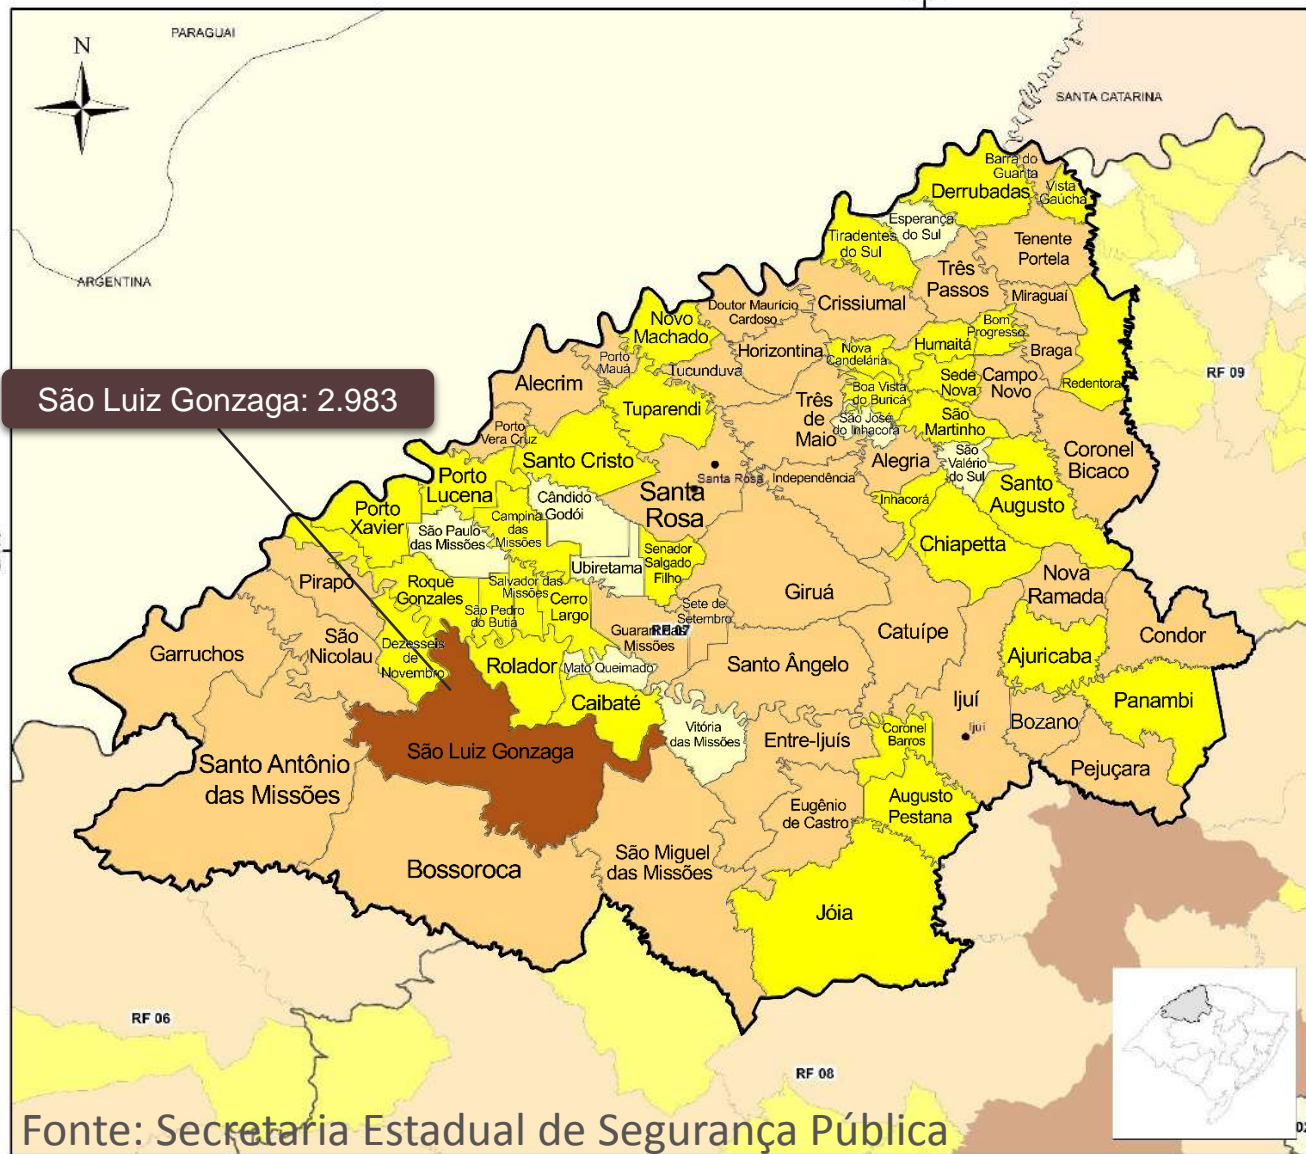 PARAGUAI
N
SANTA CATARINA
ARGENTINA
Barra do
Guarita
Derrubadas
Vista
Gaúcha
Esperança
do Sul
Tiradentes
do Sul
Tenente
Portela
Três
Passos
Miraguaí
Doutor Maurício
Cardoso
Crissiumal
Bom
Progresso
Novo
Machado
Humaitá
Braga
Horizontina
Nova
Candelária
Porto
Mauá
Tucunduva
RF 09
Alecrim
Sede
Nova
Campo
Novo
Redentora
São Luiz Gonzaga: 2.983
Boa Vista
do Buricá
Tuparendi
Três
de
Maio
São José
do Inhacorá
São
Martinho
Porto
Vera Cruz
Coronel
Bicaco
Santo Cristo
Alegria
São
Valério
do Sul
Porto
Lucena
Santa Rosa
Independência
Santa
Rosa
Cândido
Godói
Inhacorá
Santo
Augusto
Porto
Xavier
Campina
das
Missões
São Paulo
das Missões
Chiapetta
Senador
Salgado
Filho
Ubiretama
Pirapó
Roque
Gonzales
Salvador das
Missões
Nova
Ramada
Giruá
Cerro
Largo
São Pedro
do Butiá
Sete de
Setembro
RF 07
Missões
Catuípe
Condor
São
Nicolau
Garruchos
Dezesseis
de
Novembro
Rolador
Mato Queimado
Santo Ângelo
Ajuricaba
Caibaté
Ijuí
Panambi
Bozano
Vitória
das Missões
Entre-Ijuís
Coronel
Barros
Ijuí
São Luiz Gonzaga
Santo Antônio
das Missões
Pejuçara
Eugênio
de Castro
Augusto
Pestana
São Miguel
das Missões
Bossoroca
Jóia
RF 06
RF 08
Fonte: Secretaria Estadual de Segurança Pública